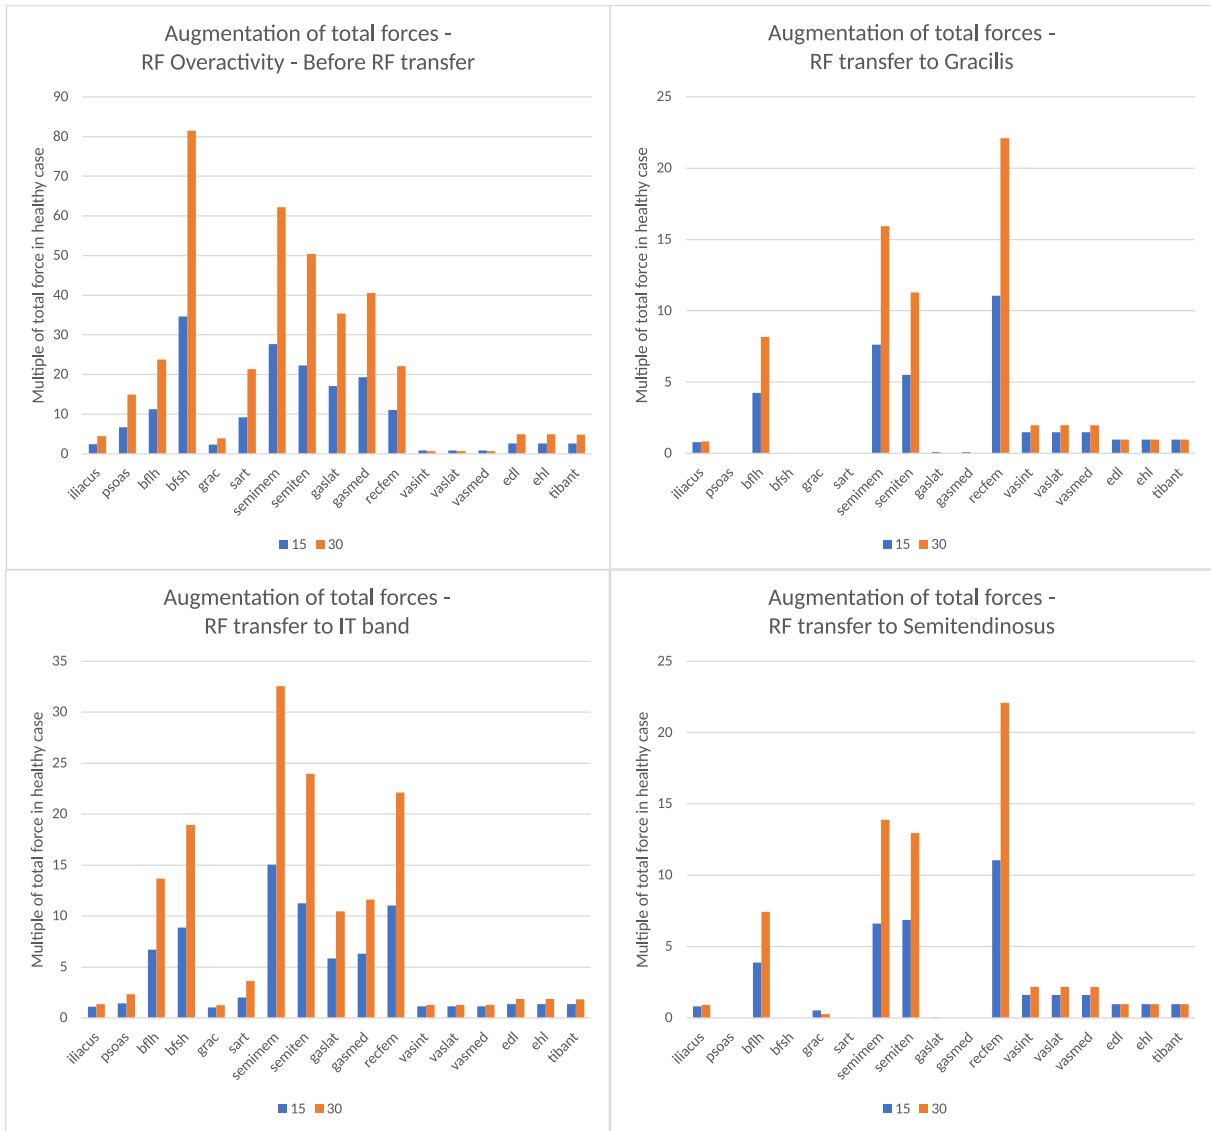 Augmentation of total forces -
RF Overactivity - Before RF transfer
Multiple of total force in healthy case
90
80
70
60
50
40
30
20
10
0
iliacus
psoas
bflh
bfsh
grac
sart
semimem
semiten
gaslat
gasmed
recfem
vasint
vaslat
vasmed
edl
ehl
tibant
15 30
Augmentation of total forces -
RF transfer to Gracilis
Multiple of total force in healthy case
25
20
15
10
5
0
iliacus
psoas
bflh
bfsh
grac
sart
semimem
semiten
gaslat
gasmed
recfem
vasint
vaslat
vasmed
edl
ehl
tibant
15 30
Augmentation of total forces -
RF transfer to IT band
Multiple of total force in healthy case
35
30
25
20
15
10
5
0
iliacus
psoas
bflh
bfsh
grac
sart
semimem
semiten
gaslat
gasmed
recfem
vasint
vaslat
vasmed
edl
ehl
tibant
15 30
Augmentation of total forces -
RF transfer to Semitendinosus
Multiple of total force in healthy case
25
20
15
10
5
0
iliacus
psoas
bflh
bfsh
grac
sart
semimem
semiten
gaslat
gasmed
recfem
vasint
vaslat
vasmed
edl
ehl
tibant
15 30